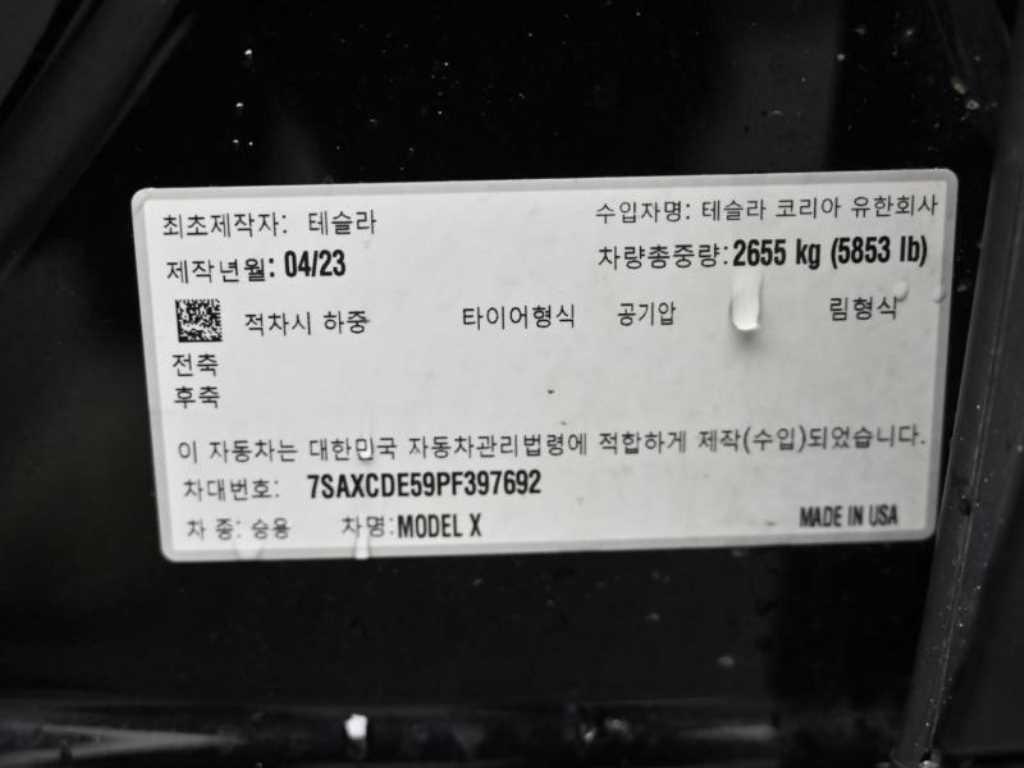 최초제작자: 테슬라 수입자명: 테슬라 코리아 유한회사
제작년월: 04/23 차량총중량: 2655 kg (5853 lb)
적차시 하중 타이어형식 공기압 림형식
전축
후축
이 자동차는 대한민국 자동차관리법령에 적합하게 제작(수입)되었습니다.
차대번호: 7SAXCDE59PF397692
차 종: 승용 차명: MODEL X MADE IN USA